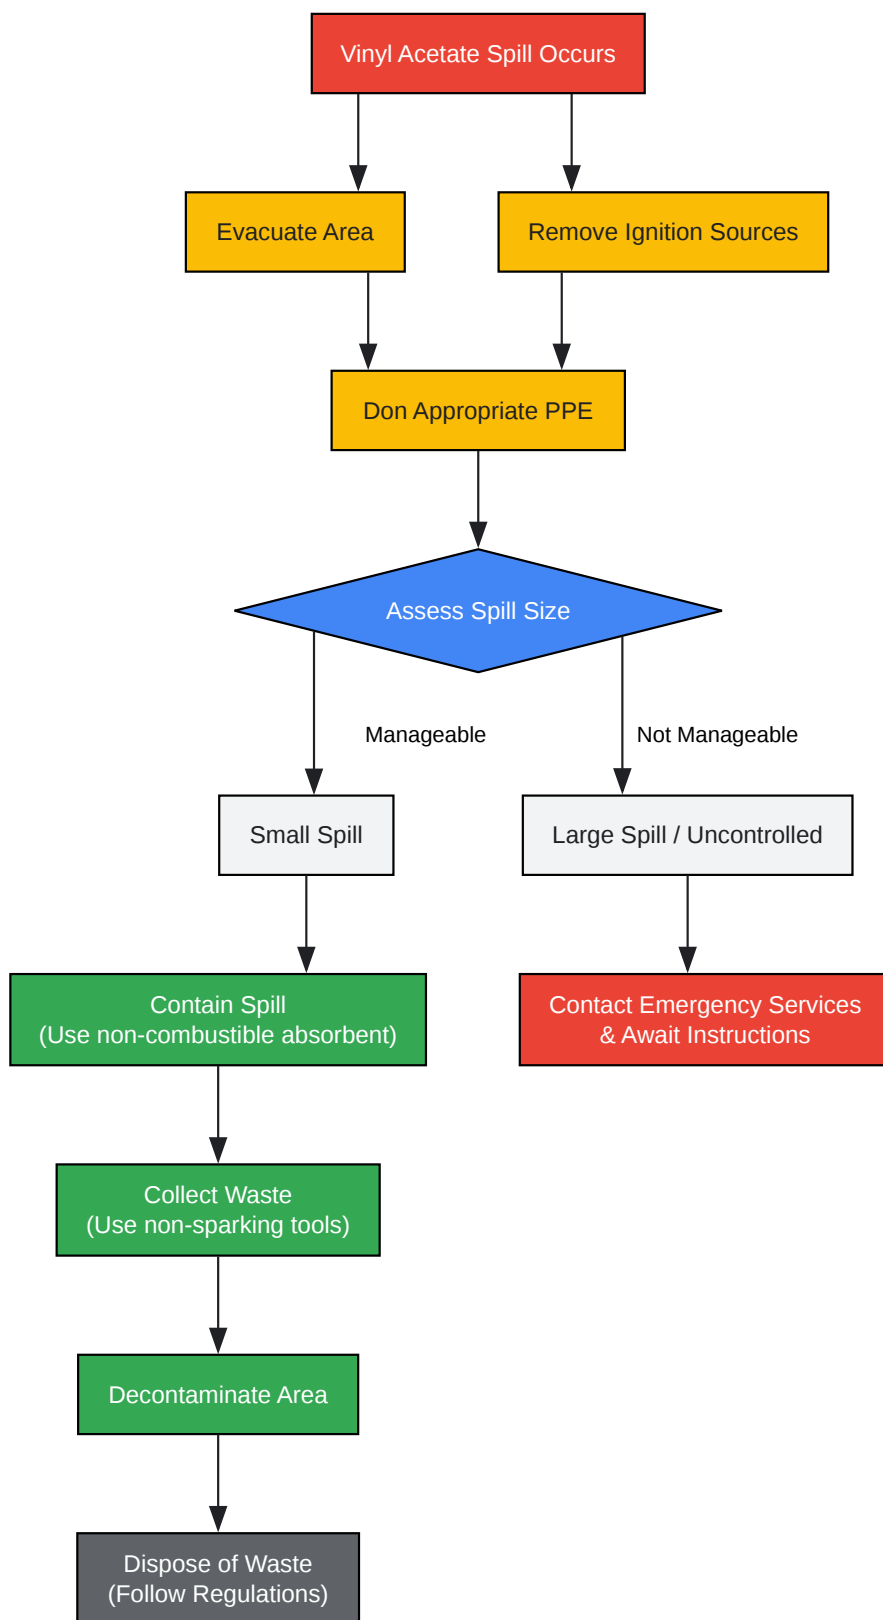 Vinyl Acetate Spill Occurs
Evacuate Area
Remove Ignition Sources
Don Appropriate PPE
Assess Spill Size
Manageable
Not Manageable
Small Spill
Large Spill / Uncontrolled
Contain Spill
(Use non-combustible absorbent)
Contact Emergency Services
& Await Instructions
Collect Waste
(Use non-sparking tools)
Decontaminate Area
Dispose of Waste
(Follow Regulations)